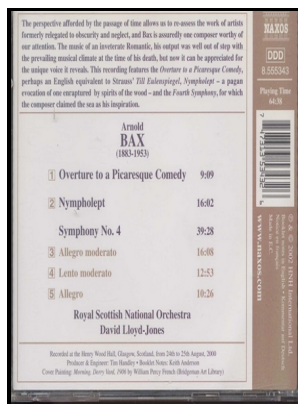 The perspective afforded by the passage of time allows us to re-assess the work of artists
formerly relegated to obscurity and neglect, and Bax is assuredly one composer worthy of
our attention. The music of an inveterate Romantic, his output was well out of step with
the prevailing musical climate at the time of his death, but now it can be appreciated for
the unique voice it reveals. This recording features the Overture to a Picaresque Comedy,
perhaps an English equivalent to Strauss' Till Eulenspiegel, Nympholept – a pagan
evocation of one enraptured by spirits of the wood – and the Fourth Symphony, for which
the composer claimed the sea as his inspiration.
Arnold
BAX
(1883-1953)
1 Overture to a Picaresque Comedy 9:09
2 Nympholept 16:02
Symphony No. 4 39:28
3 Allegro moderato 16:08
4 Lento moderato 12:53
5 Allegro 10:26
Royal Scottish National Orchestra
David Lloyd-Jones
Recorded at the Henry Wood Hall, Glasgow, Scotland, from 24th to 25th August, 2000
Producer & Engineer: Tim Handley • Booklet Notes: Keith Anderson
Cover Painting: Morning, Derry, 1908 by William Percy French (Bridgeman Art Library)
NAXOS
DDD
8.555343
Playing Time
64:38
www.naxos.com
Made in E.C.
℗ & © 2002 HNH International Ltd.